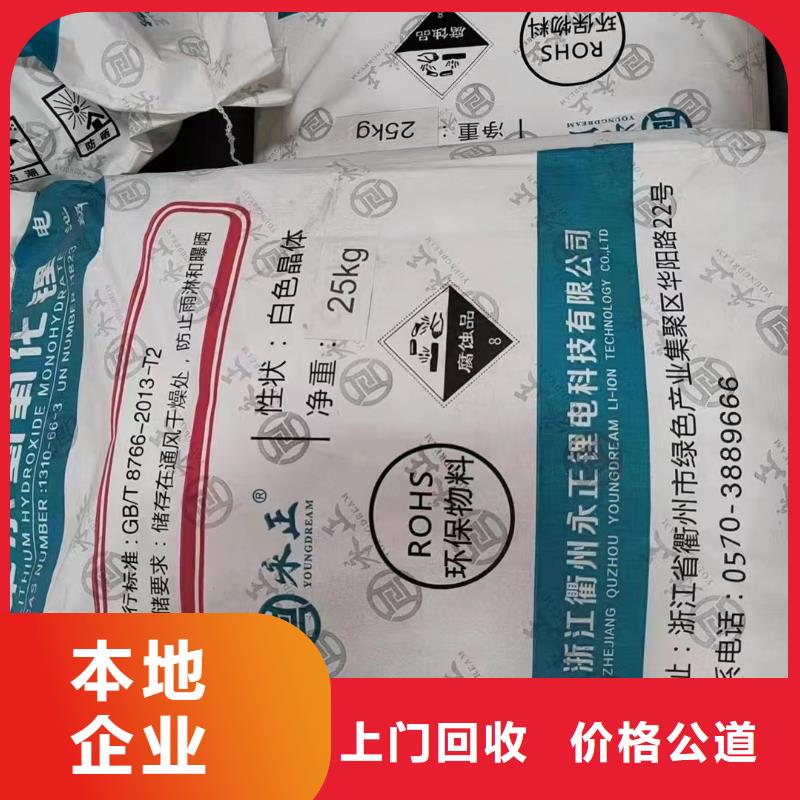 环保物料
ROHS
腐蚀品
8
25kg
净重：
YOUNGDREAM
防晒
防潮
电池级
氢氧化锂
LITHIUM HYDROXIDE MONOHYDRATE
CAS NUMBER:1310-66-3 UN NUMBER:1823
行标准：GB/T 8766-2013-T2
储要求：储存在通风干燥处，防止雨淋和曝晒
性状：白色晶体
净重：25kg
腐蚀品
8
永正®
YOUNGDREAM
ROHS
环保物料
浙江衢州永正锂电科技有限公司
ZHEJIANG QUZHOU YOUNGDREAM LI-ION TECHNOLOGY CO.,LTD
址：浙江省衢州市绿色产业集聚区华阳路22号
系电话：0570-3889666
本地
企业
上门回收 价格公道